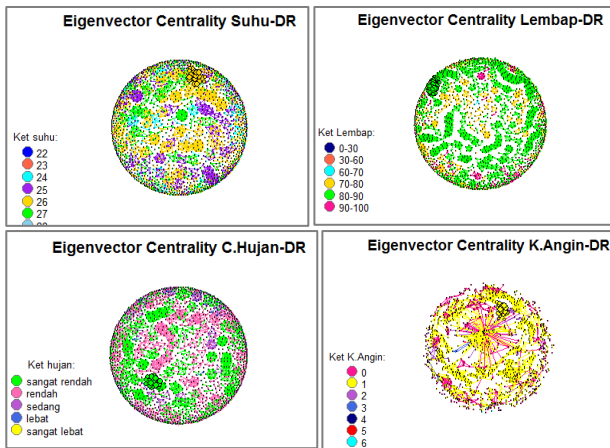 Eigenvector Centrality Suhu-DR
Ket suhu:
22
23
24
25
26
27
Eigenvector Centrality Lembap-DR
Ket Lembap:
0-30
30-60
60-70
70-80
80-90
90-100
Eigenvector Centrality C.Hujan-DR
Ket hujan:
sangat rendah
rendah
sedang
lebat
sangat lebat
Eigenvector Centrality K.Angin-DR
Ket K.Angin:
0
1
2
3
4
5
6